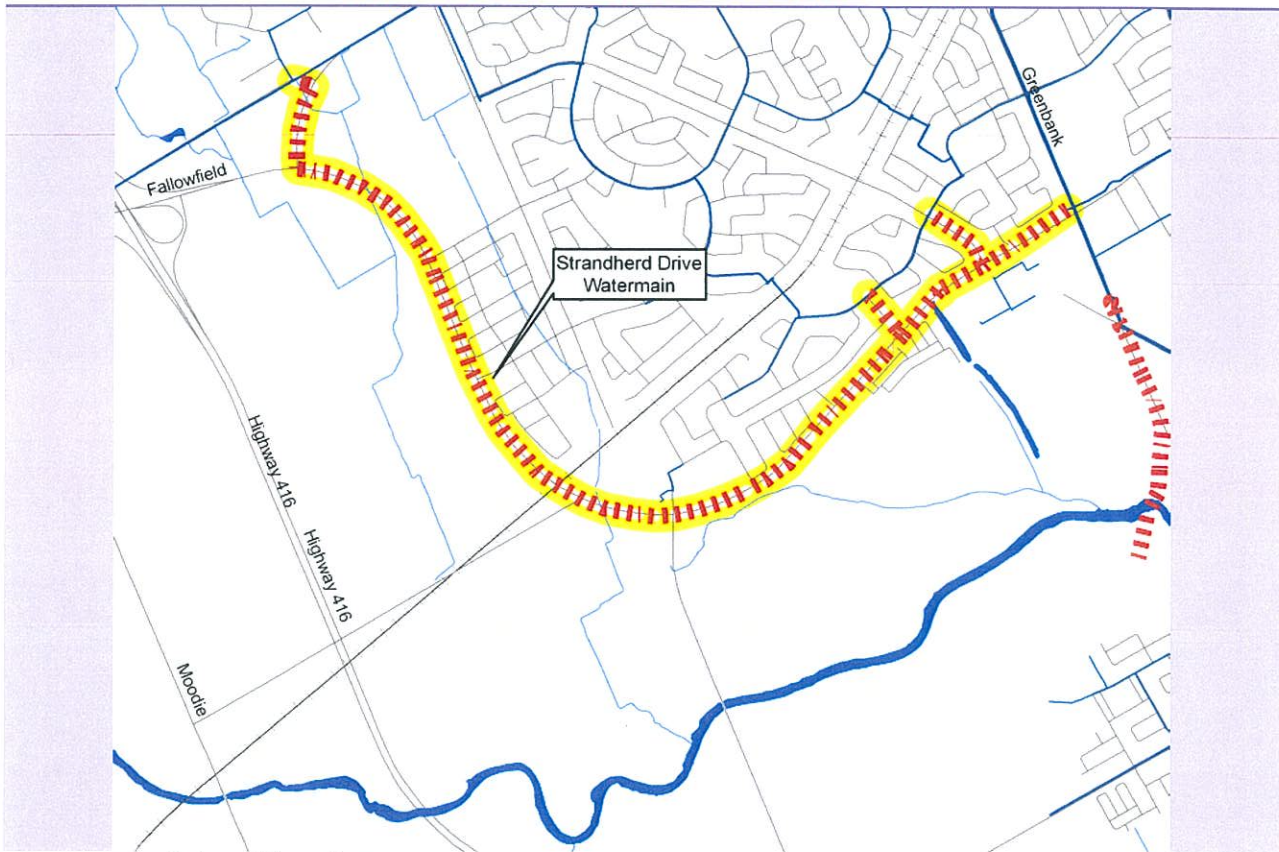 Greenbank
Fallowfield
Strandherd Drive
Watermain
Highway 416
Highway 416
Moodie